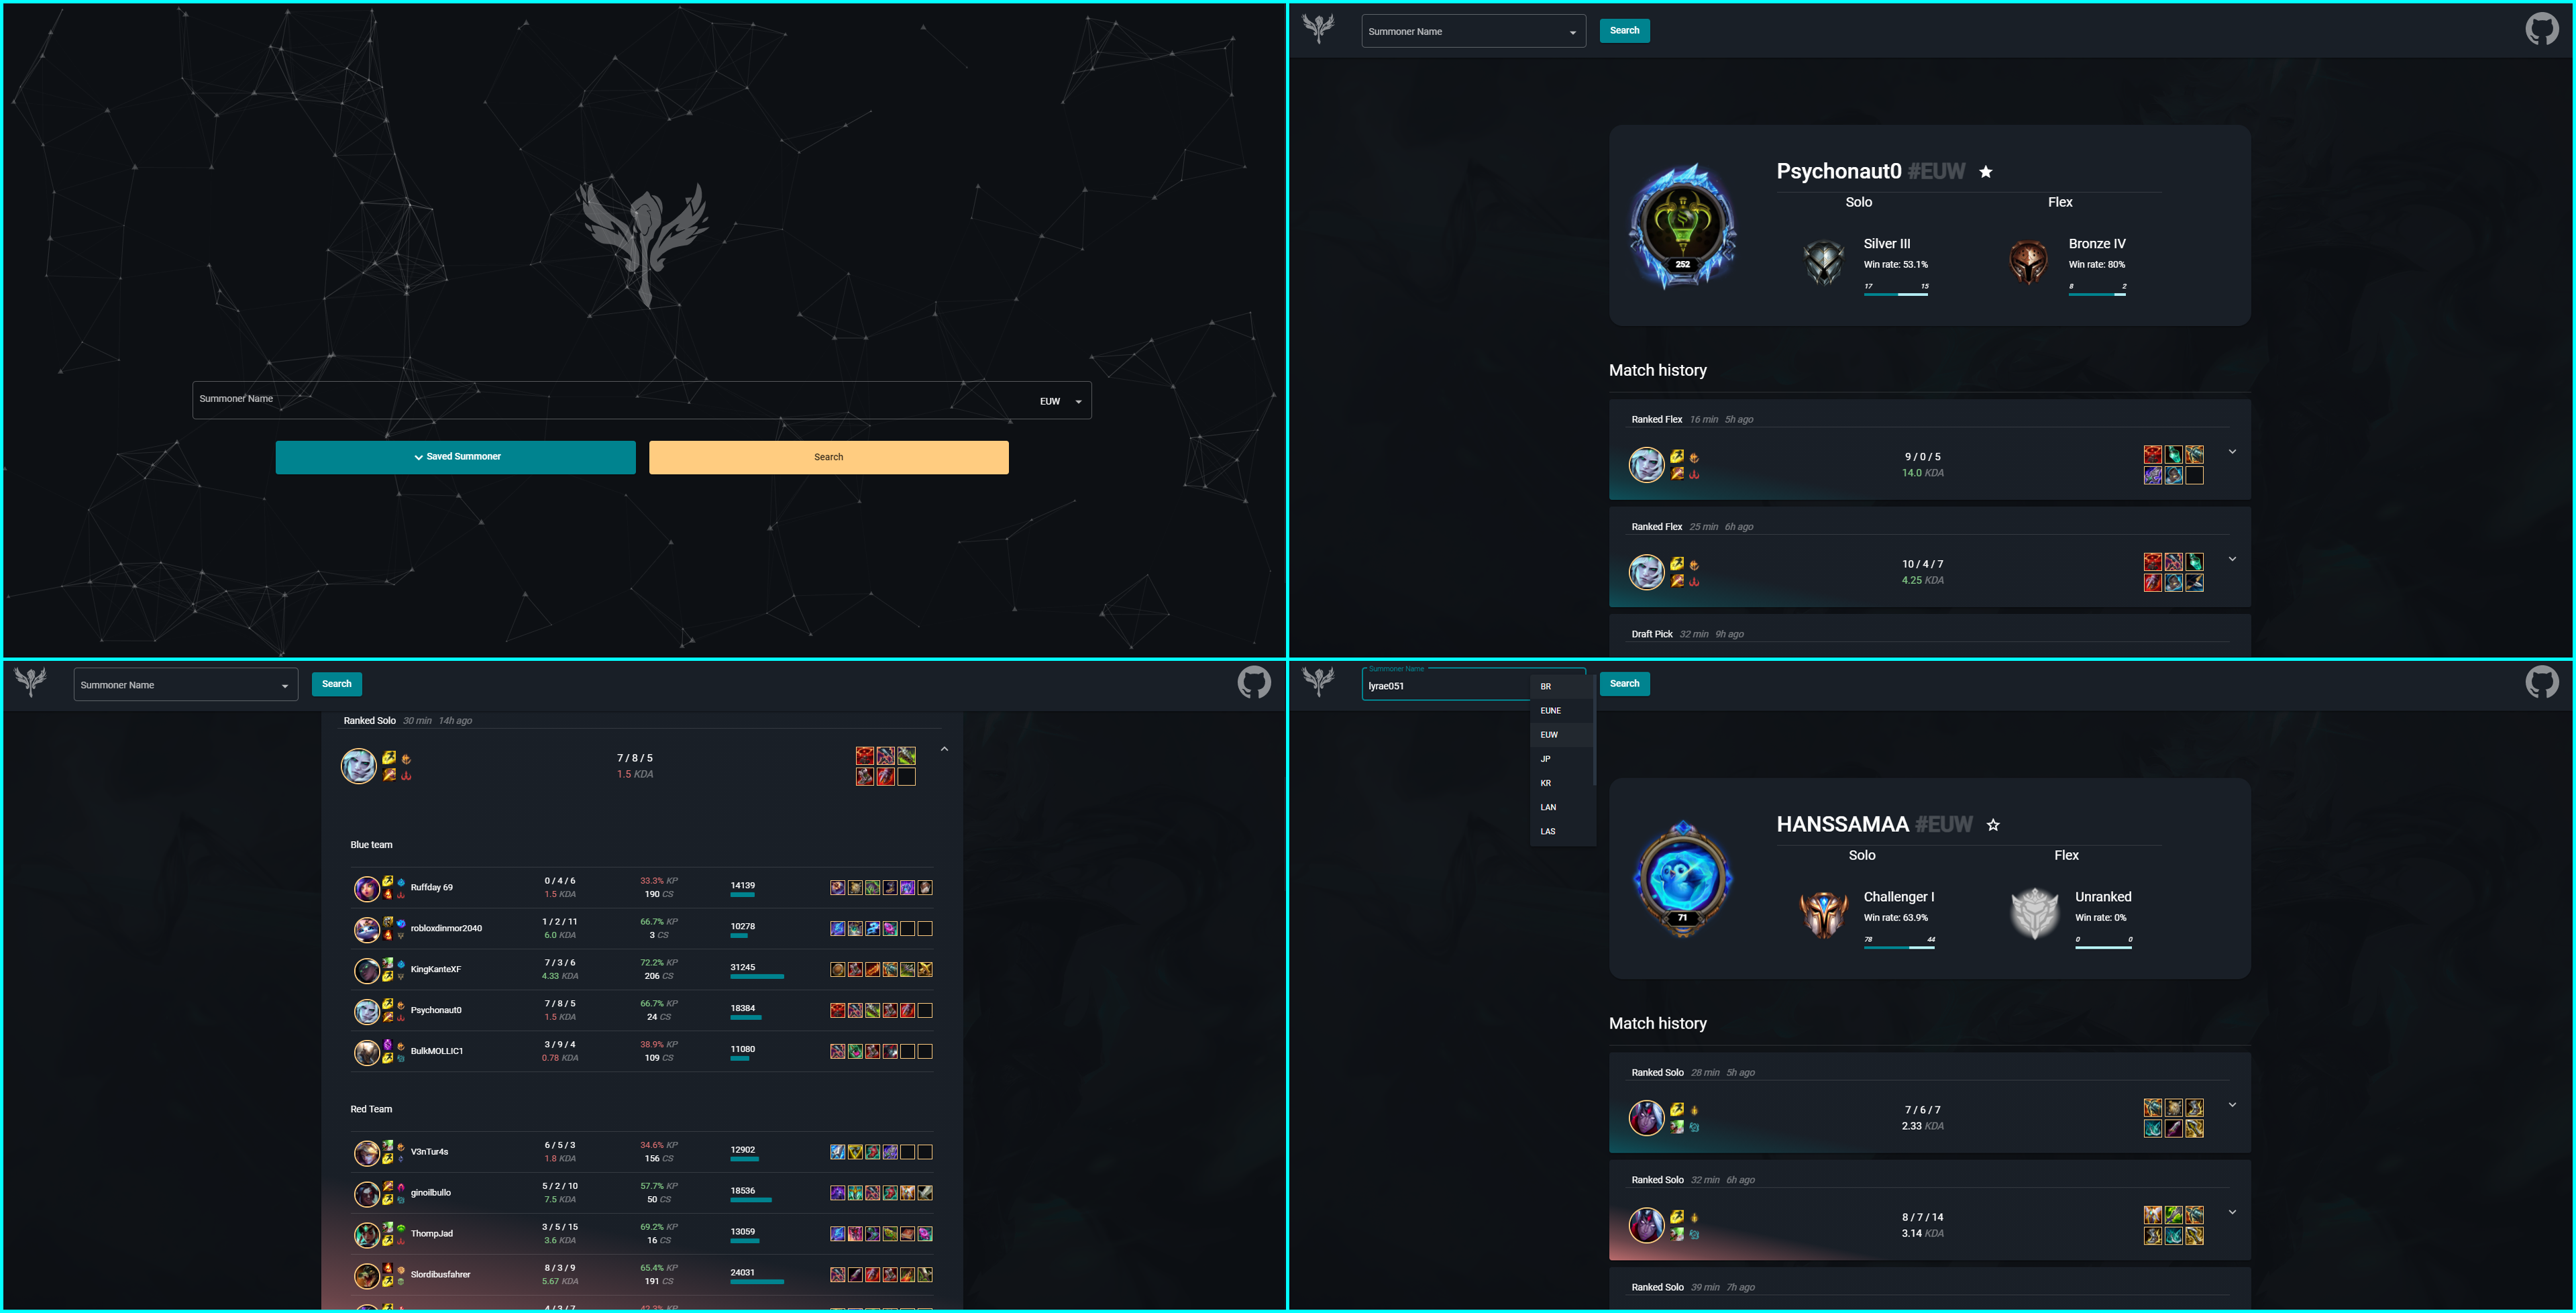 Summoner Name
EUW
Saved Summoner
Search
Summoner Name
Search
Psychonaut0 #EUW
Solo
Flex
252
Silver III
Win rate: 53.1%
17 15
Bronze IV
Win rate: 80%
8 2
Match history
Ranked Flex 16 min 5h ago
9 / 0 / 5
14.0 KDA
Ranked Flex 25 min 6h ago
10 / 4 / 7
4.25 KDA
Draft Pick 32 min 9h ago
Summoner Name
Search
Ranked Solo 30 min 14h ago
7 / 8 / 5
1.5 KDA
Blue team
Ruffday 69
0 / 4 / 6
1.5 KDA
33.3% KP
190 CS
14139
robloxdinmor2040
1 / 2 / 11
6.0 KDA
66.7% KP
3 CS
10278
KingKanteXF
7 / 3 / 6
4.33 KDA
72.2% KP
206 CS
31245
Psychonaut0
7 / 8 / 5
1.5 KDA
66.7% KP
24 CS
18384
BulkMOLLIC1
3 / 9 / 4
0.78 KDA
38.9% KP
109 CS
11080
Red Team
V3nTur4s
6 / 5 / 3
1.8 KDA
34.6% KP
156 CS
12902
ginoilbullo
5 / 2 / 10
7.5 KDA
57.7% KP
50 CS
18536
ThompJad
3 / 5 / 15
3.6 KDA
69.2% KP
16 CS
13059
Slordibusfahrer
8 / 3 / 9
5.67 KDA
65.4% KP
191 CS
24031
4 / 3 / 7
42.3% KP
Summoner Name
lyrae051
Search
BR
EUNE
EUW
JP
KR
LAN
LAS
HANSSAMAA #EUW
Solo
Flex
71
Challenger I
Win rate: 63.9%
78 44
Unranked
Win rate: 0%
0 0
Match history
Ranked Solo 28 min 5h ago
7 / 6 / 7
2.33 KDA
Ranked Solo 32 min 6h ago
8 / 7 / 14
3.14 KDA
Ranked Solo 39 min 7h ago